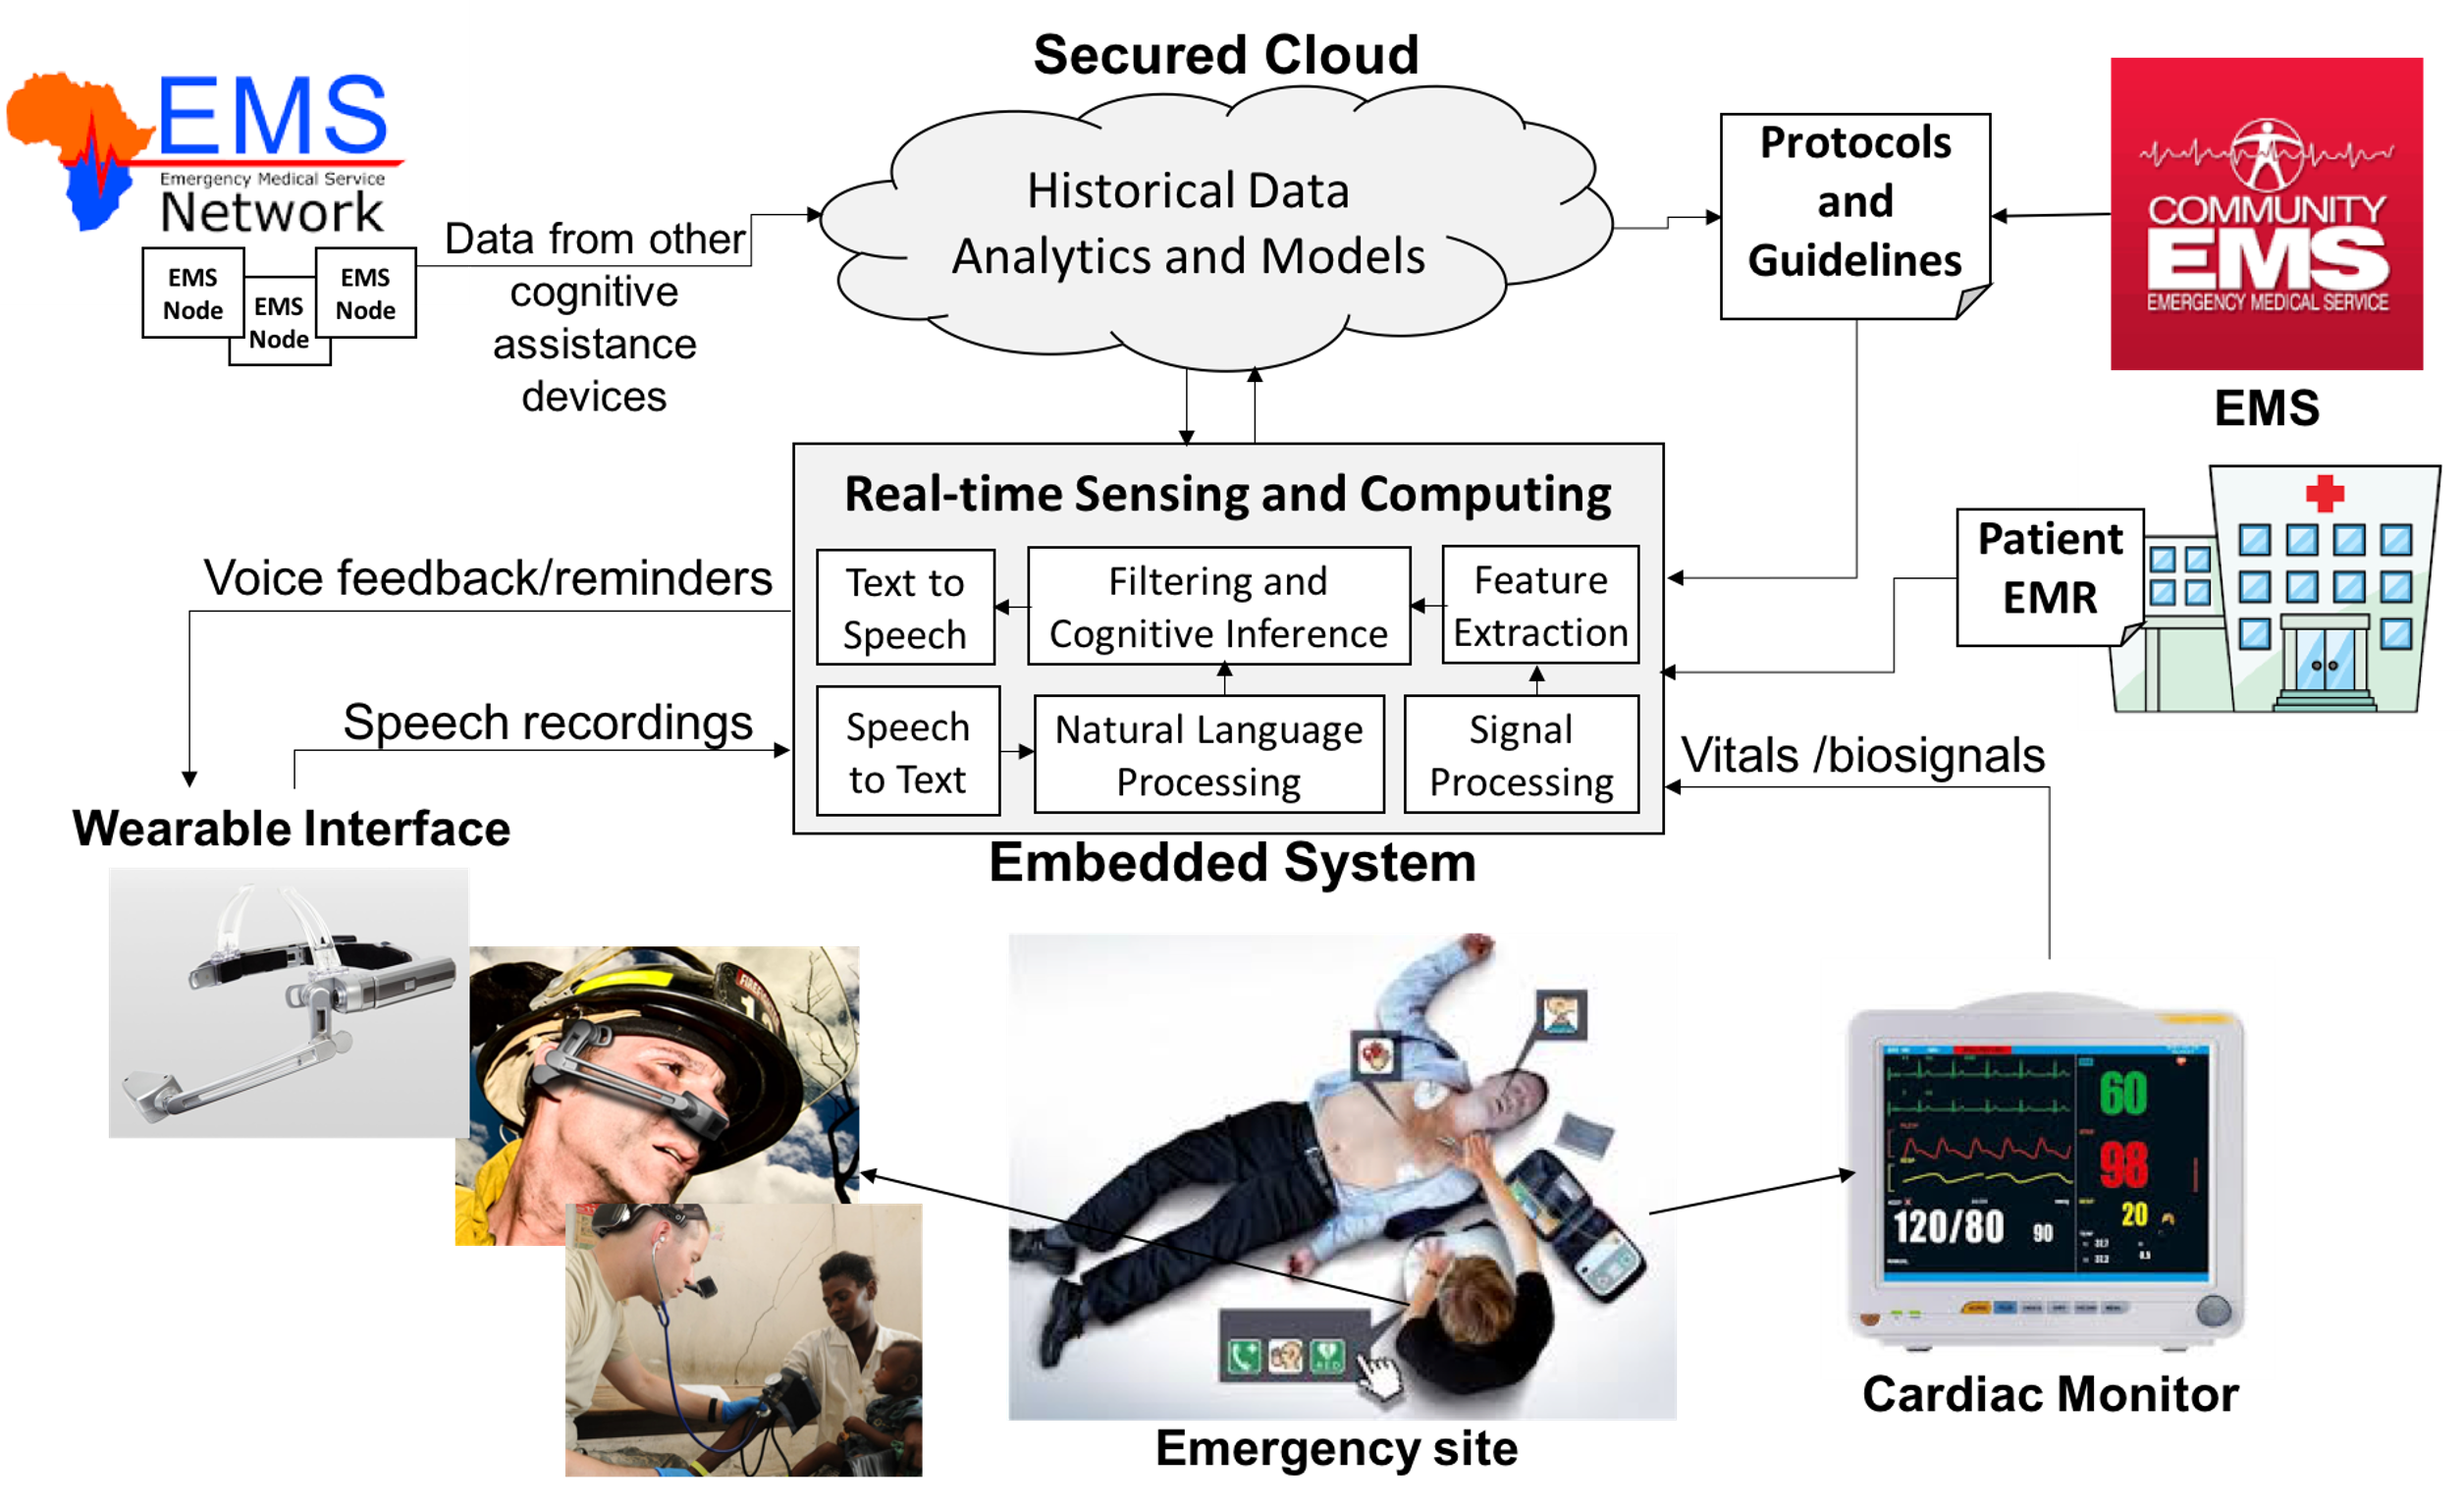 Secured Cloud
EMS
Emergency Medical Service
Network
EMS
Node
EMS
Node
EMS
Node
Data from other
cognitive
assistance
devices
Historical Data
Analytics and Models
Protocols
and
Guidelines
COMMUNITY
EMS
EMERGENCY MEDICAL SERVICE
EMS
Real-time Sensing and Computing
Text to
Speech
Filtering and
Cognitive Inference
Feature
Extraction
Speech
to Text
Natural Language
Processing
Signal
Processing
Embedded System
Voice feedback/reminders
Speech recordings
Patient
EMR
Vitals /biosignals
Wearable Interface
60
98
20
120/80
90
AED
Emergency site
Cardiac Monitor